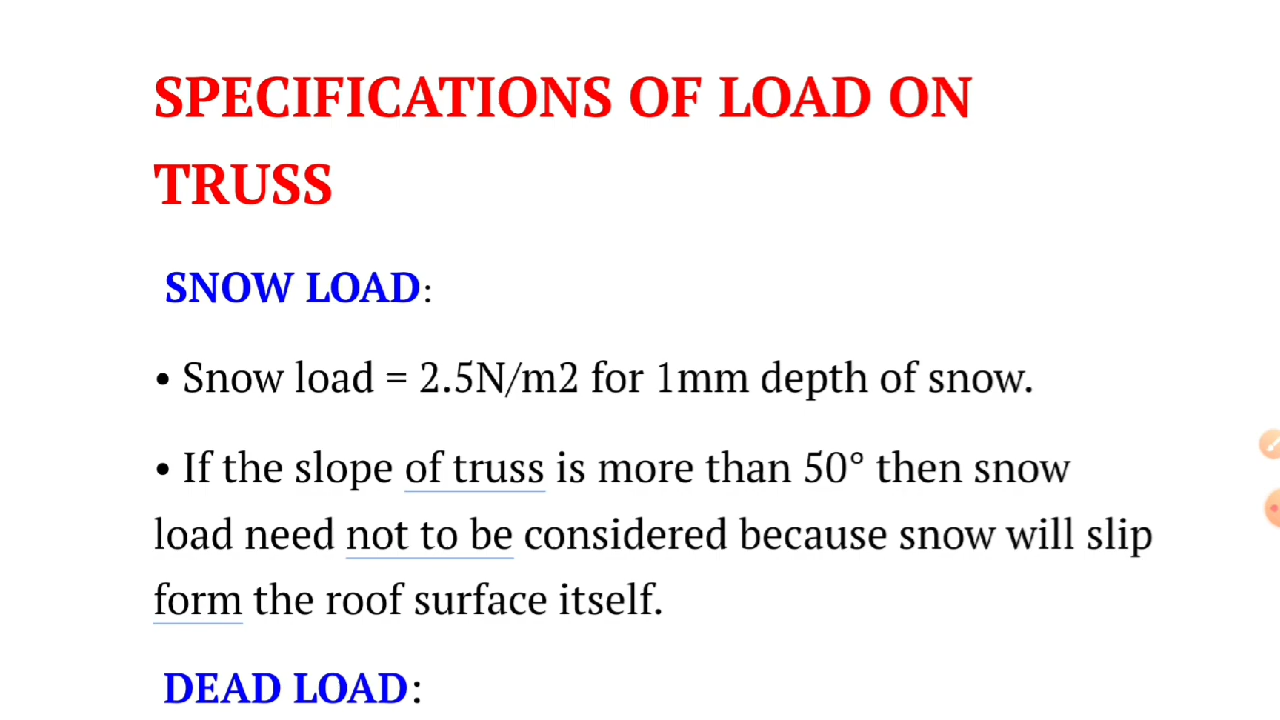 SPECIFICATIONS OF LOAD ON
TRUSS
SNOW LOAD:
• Snow load = 2.5N/m2 for 1mm depth of snow.
• If the slope of truss is more than 50° then snow
load need not to be considered because snow will slip
form the roof surface itself.
DEAD LOAD: